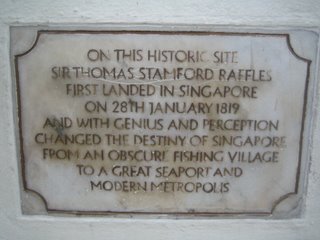 ON THIS HISTORIC SITE
SIR THOMAS STAMFORD RAFFLES
FIRST LANDED IN SINGAPORE
ON 28TH JANUARY 1819
AND WITH GENIUS AND PERCEPTION
CHANGED THE DESTINY OF SINGAPORE
FROM AN OBSCURE FISHING VILLAGE
TO A GREAT SEAPORT AND
MODERN METROPOLIS